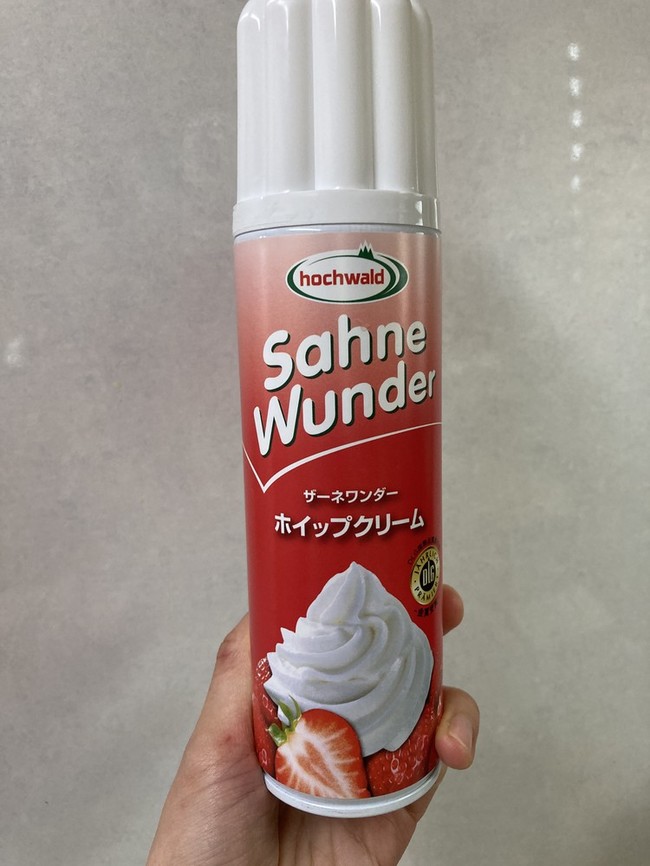 hochwald
Sahne
Wunder
ザーネワンダー
ホイップクリーム
DLG